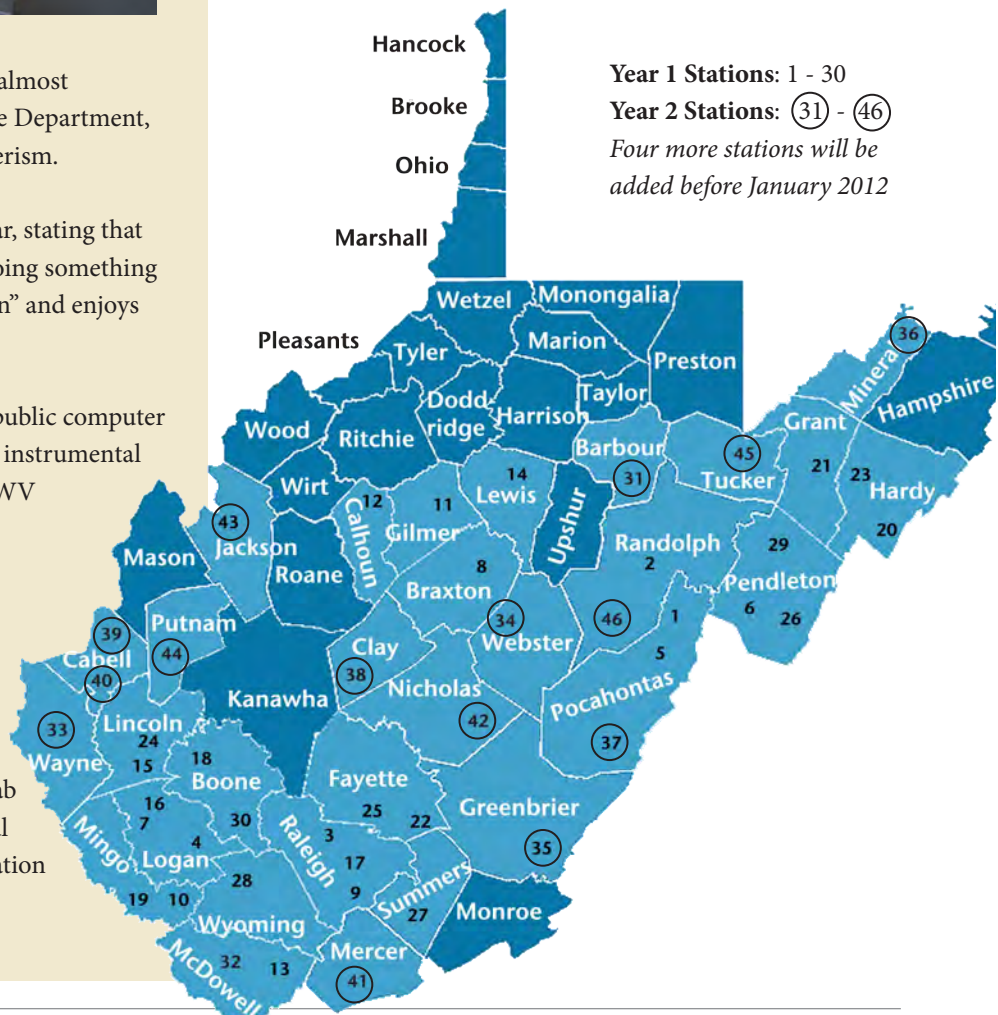 almost
e Department,
erism.
ar, stating that
oing something
n” and enjoys
public computer
instrumental
WV
ab
al
ation
Year 1 Stations: 1 - 30
Year 2 Stations: 31 - 46
Four more stations will be
added before January 2012
Hancock
Brooke
Ohio
Marshall
Wetzel
Monongalia
Pleasants
Tyler
Marion
Preston
36
Mineral
Hampshire
Wood
Ritchie
Dodd
ridge
Harrison
Taylor
Grant
Barbour
31
45
Tucker
21
23
Hardy
20
Wirt
12
Calhoun
11
Gilmer
14
Lewis
Upshur
Randolph
2
29
Pendleton
6
26
43
Jackson
Mason
Roane
8
Braxton
34
Webster
46
1
5
Pocahontas
37
39
Cabell
40
Putnam
44
Clay
38
Kanawha
Nicholas
42
33
Wayne
Lincoln
24
15
18
Boone
30
Fayette
25
22
Greenbrier
35
16
7
4
Logan
Mingo
19
10
3
Raleigh
17
9
Summers
27
Monroe
28
Wyoming
32
13
McDowell
Mercer
41